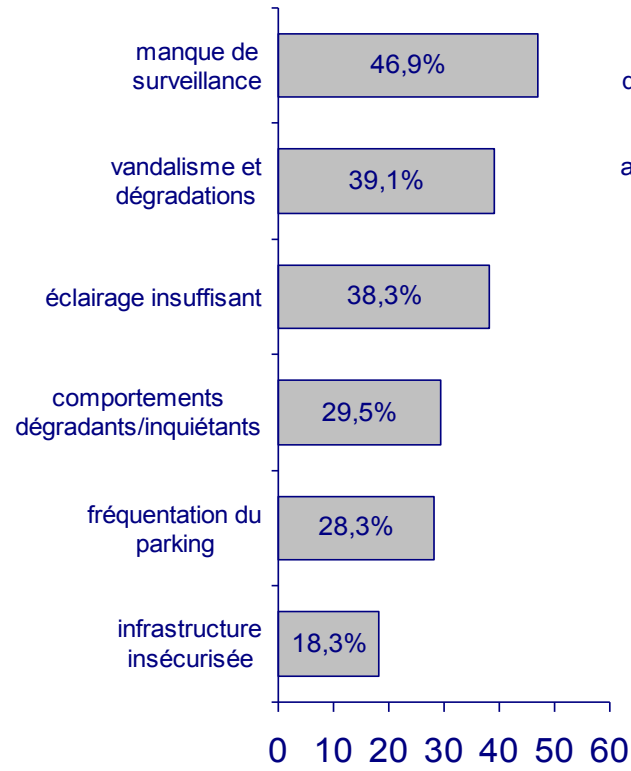 manque de
surveillance
46,9%
vandalisme et
dégradations
39,1%
éclairage insuffisant
38,3%
comportements
dégradants/inquiétants
29,5%
fréquentation du
parking
28,3%
infrastructure
insécurisée
18,3%
0 10 20 30 40 50 60